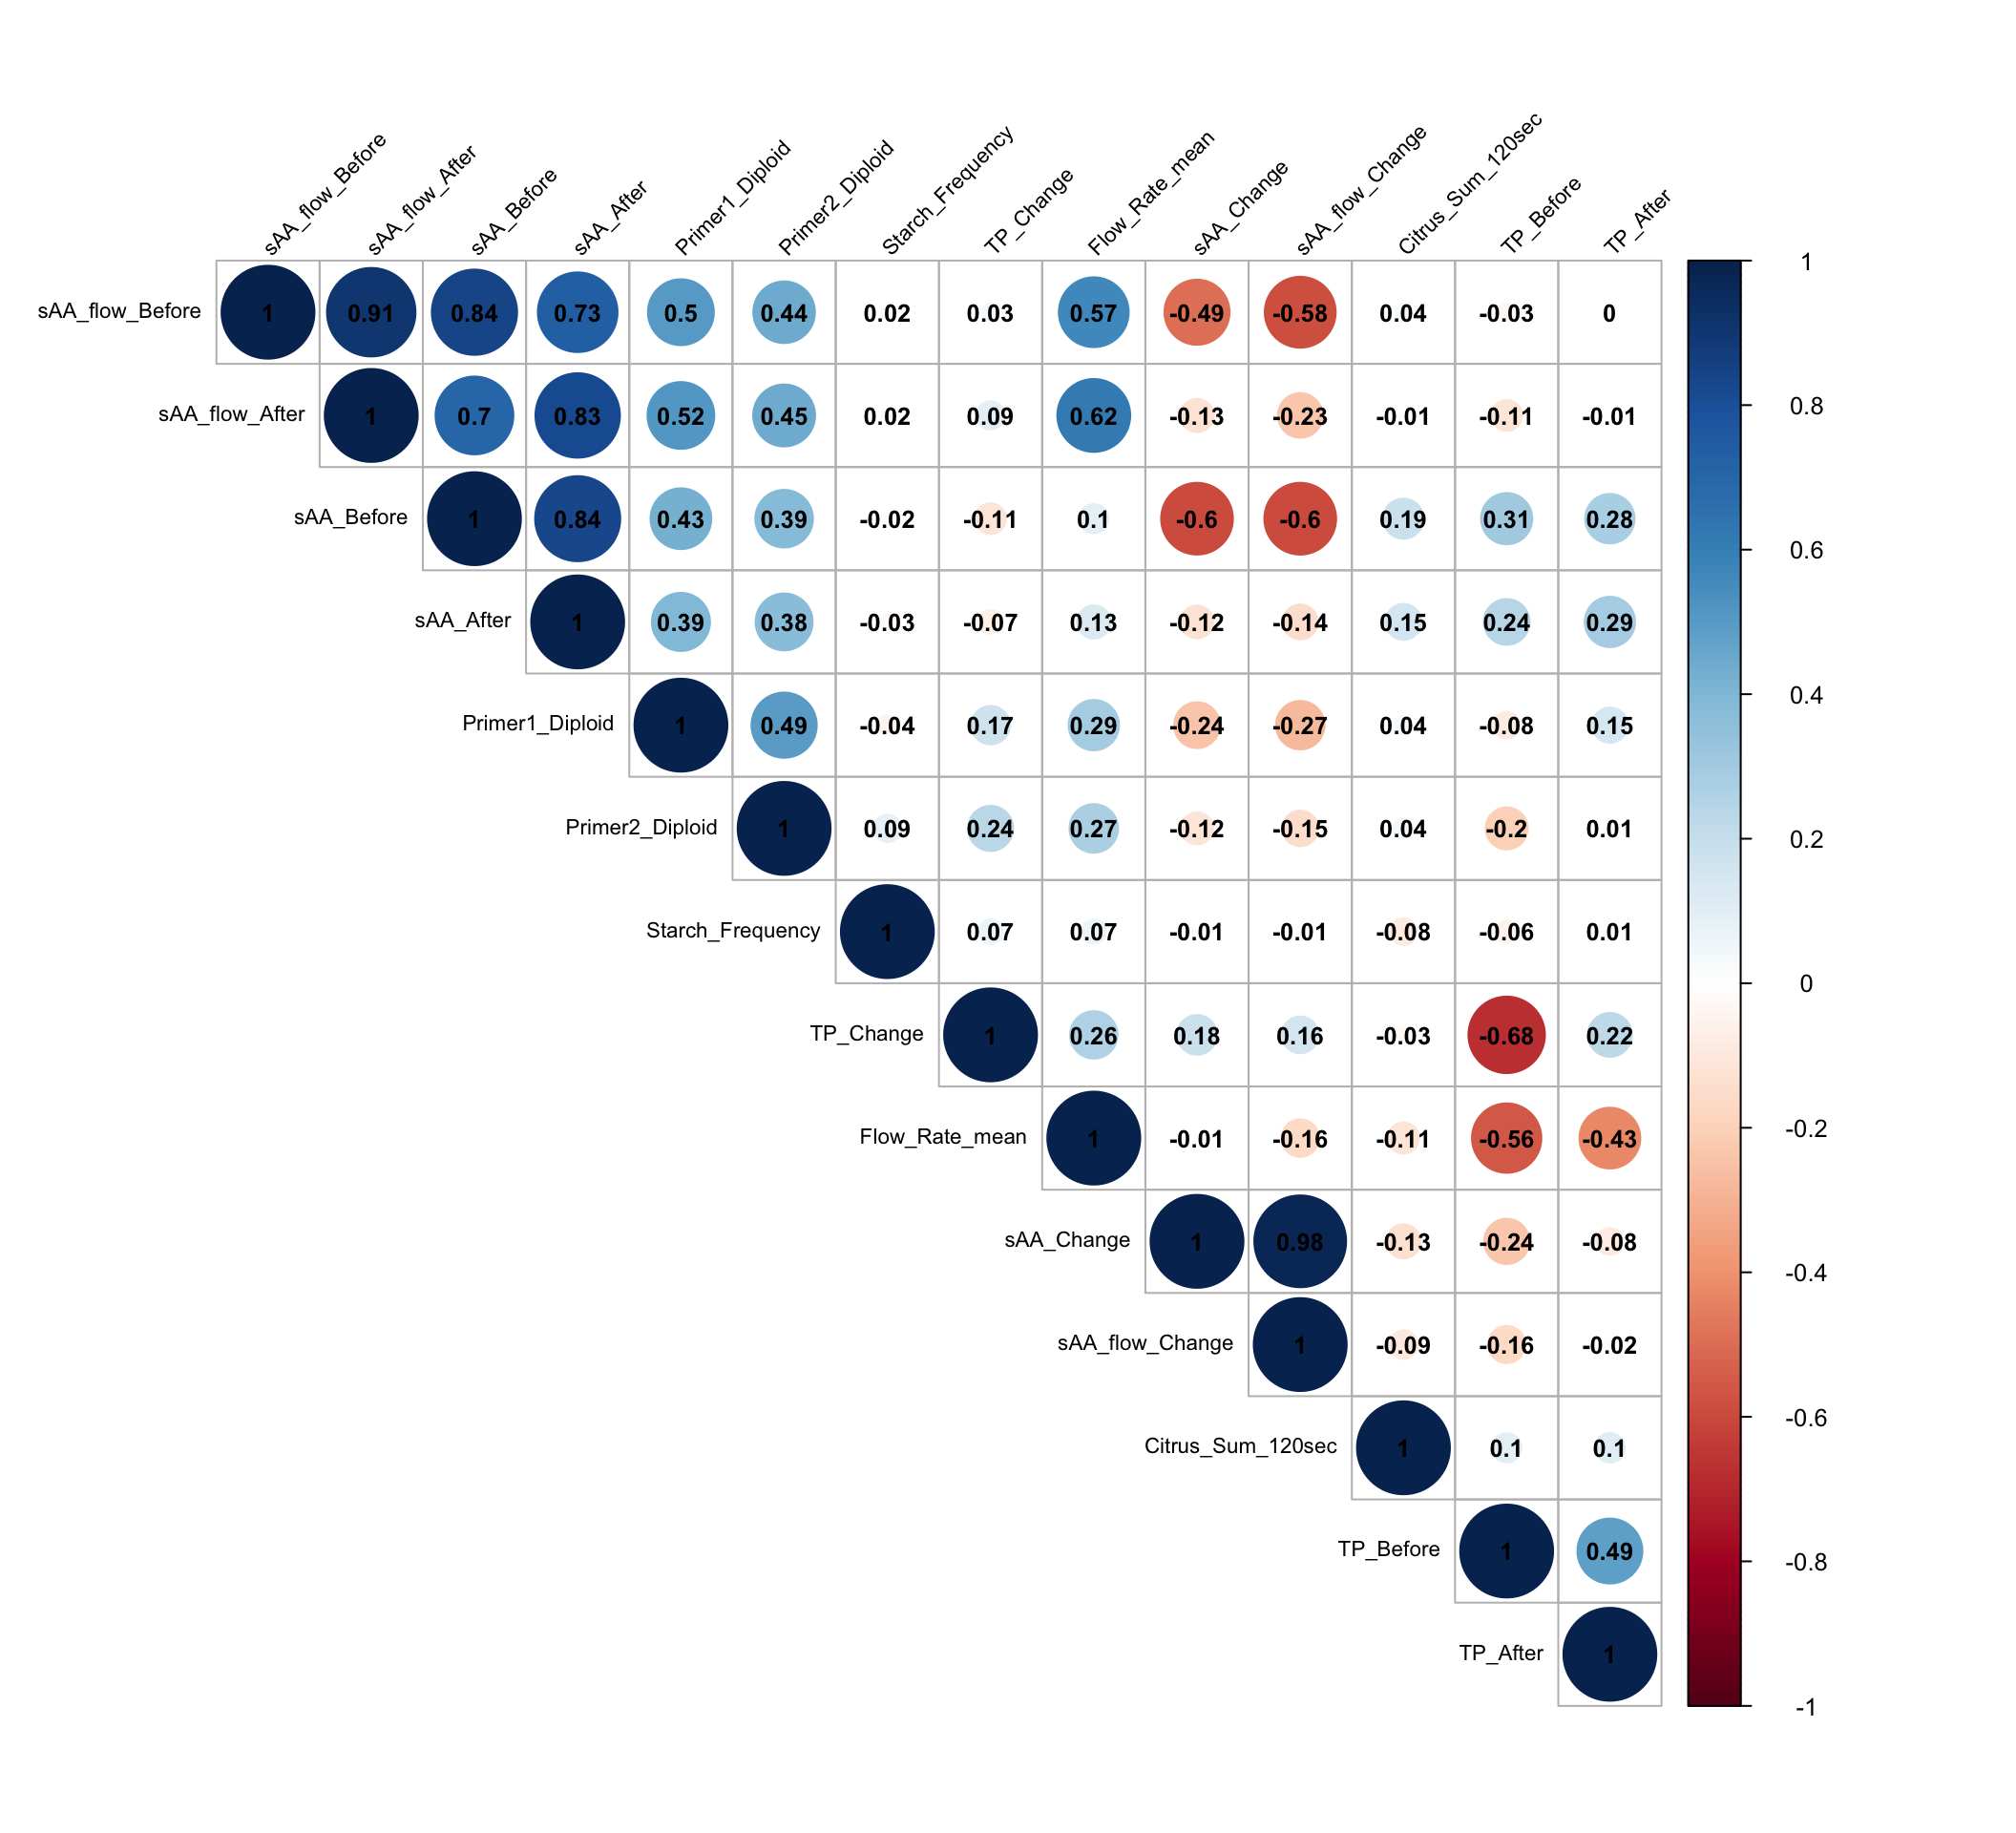 sAA_flow_Before
sAA_flow_After
sAA_Before
sAA_After
Primer1_Diploid
Primer2_Diploid
Starch_Frequency
TP_Change
Flow_Rate_mean
sAA_Change
sAA_flow_Change
Citrus_Sum_120sec
TP_Before
TP_After
sAA_flow_Before 1 0.91 0.84 0.73 0.5 0.44 0.02 0.03 0.57 -0.49 -0.58 0.04 -0.03 0
sAA_flow_After 1 0.7 0.83 0.52 0.45 0.02 0.09 0.62 -0.13 -0.23 -0.01 -0.11 -0.01
sAA_Before 1 0.84 0.43 0.39 -0.02 -0.11 0.1 -0.6 -0.6 0.19 0.31 0.28
sAA_After 1 0.39 0.38 -0.03 -0.07 0.13 -0.12 -0.14 0.15 0.24 0.29
Primer1_Diploid 1 0.49 -0.04 0.17 0.29 -0.24 -0.27 0.04 -0.08 0.15
Primer2_Diploid 1 0.09 0.24 0.27 -0.12 -0.15 0.04 -0.2 0.01
Starch_Frequency 1 0.07 0.07 -0.01 -0.01 -0.08 -0.06 0.01
TP_Change 1 0.26 0.18 0.16 -0.03 -0.68 0.22
Flow_Rate_mean 1 -0.01 -0.16 -0.11 -0.56 -0.43
sAA_Change 1 0.98 -0.13 -0.24 -0.08
sAA_flow_Change 1 -0.09 -0.16 -0.02
Citrus_Sum_120sec 1 0.1 0.1
TP_Before 1 0.49
TP_After 1
1
0.8
0.6
0.4
0.2
0
-0.2
-0.4
-0.6
-0.8
-1